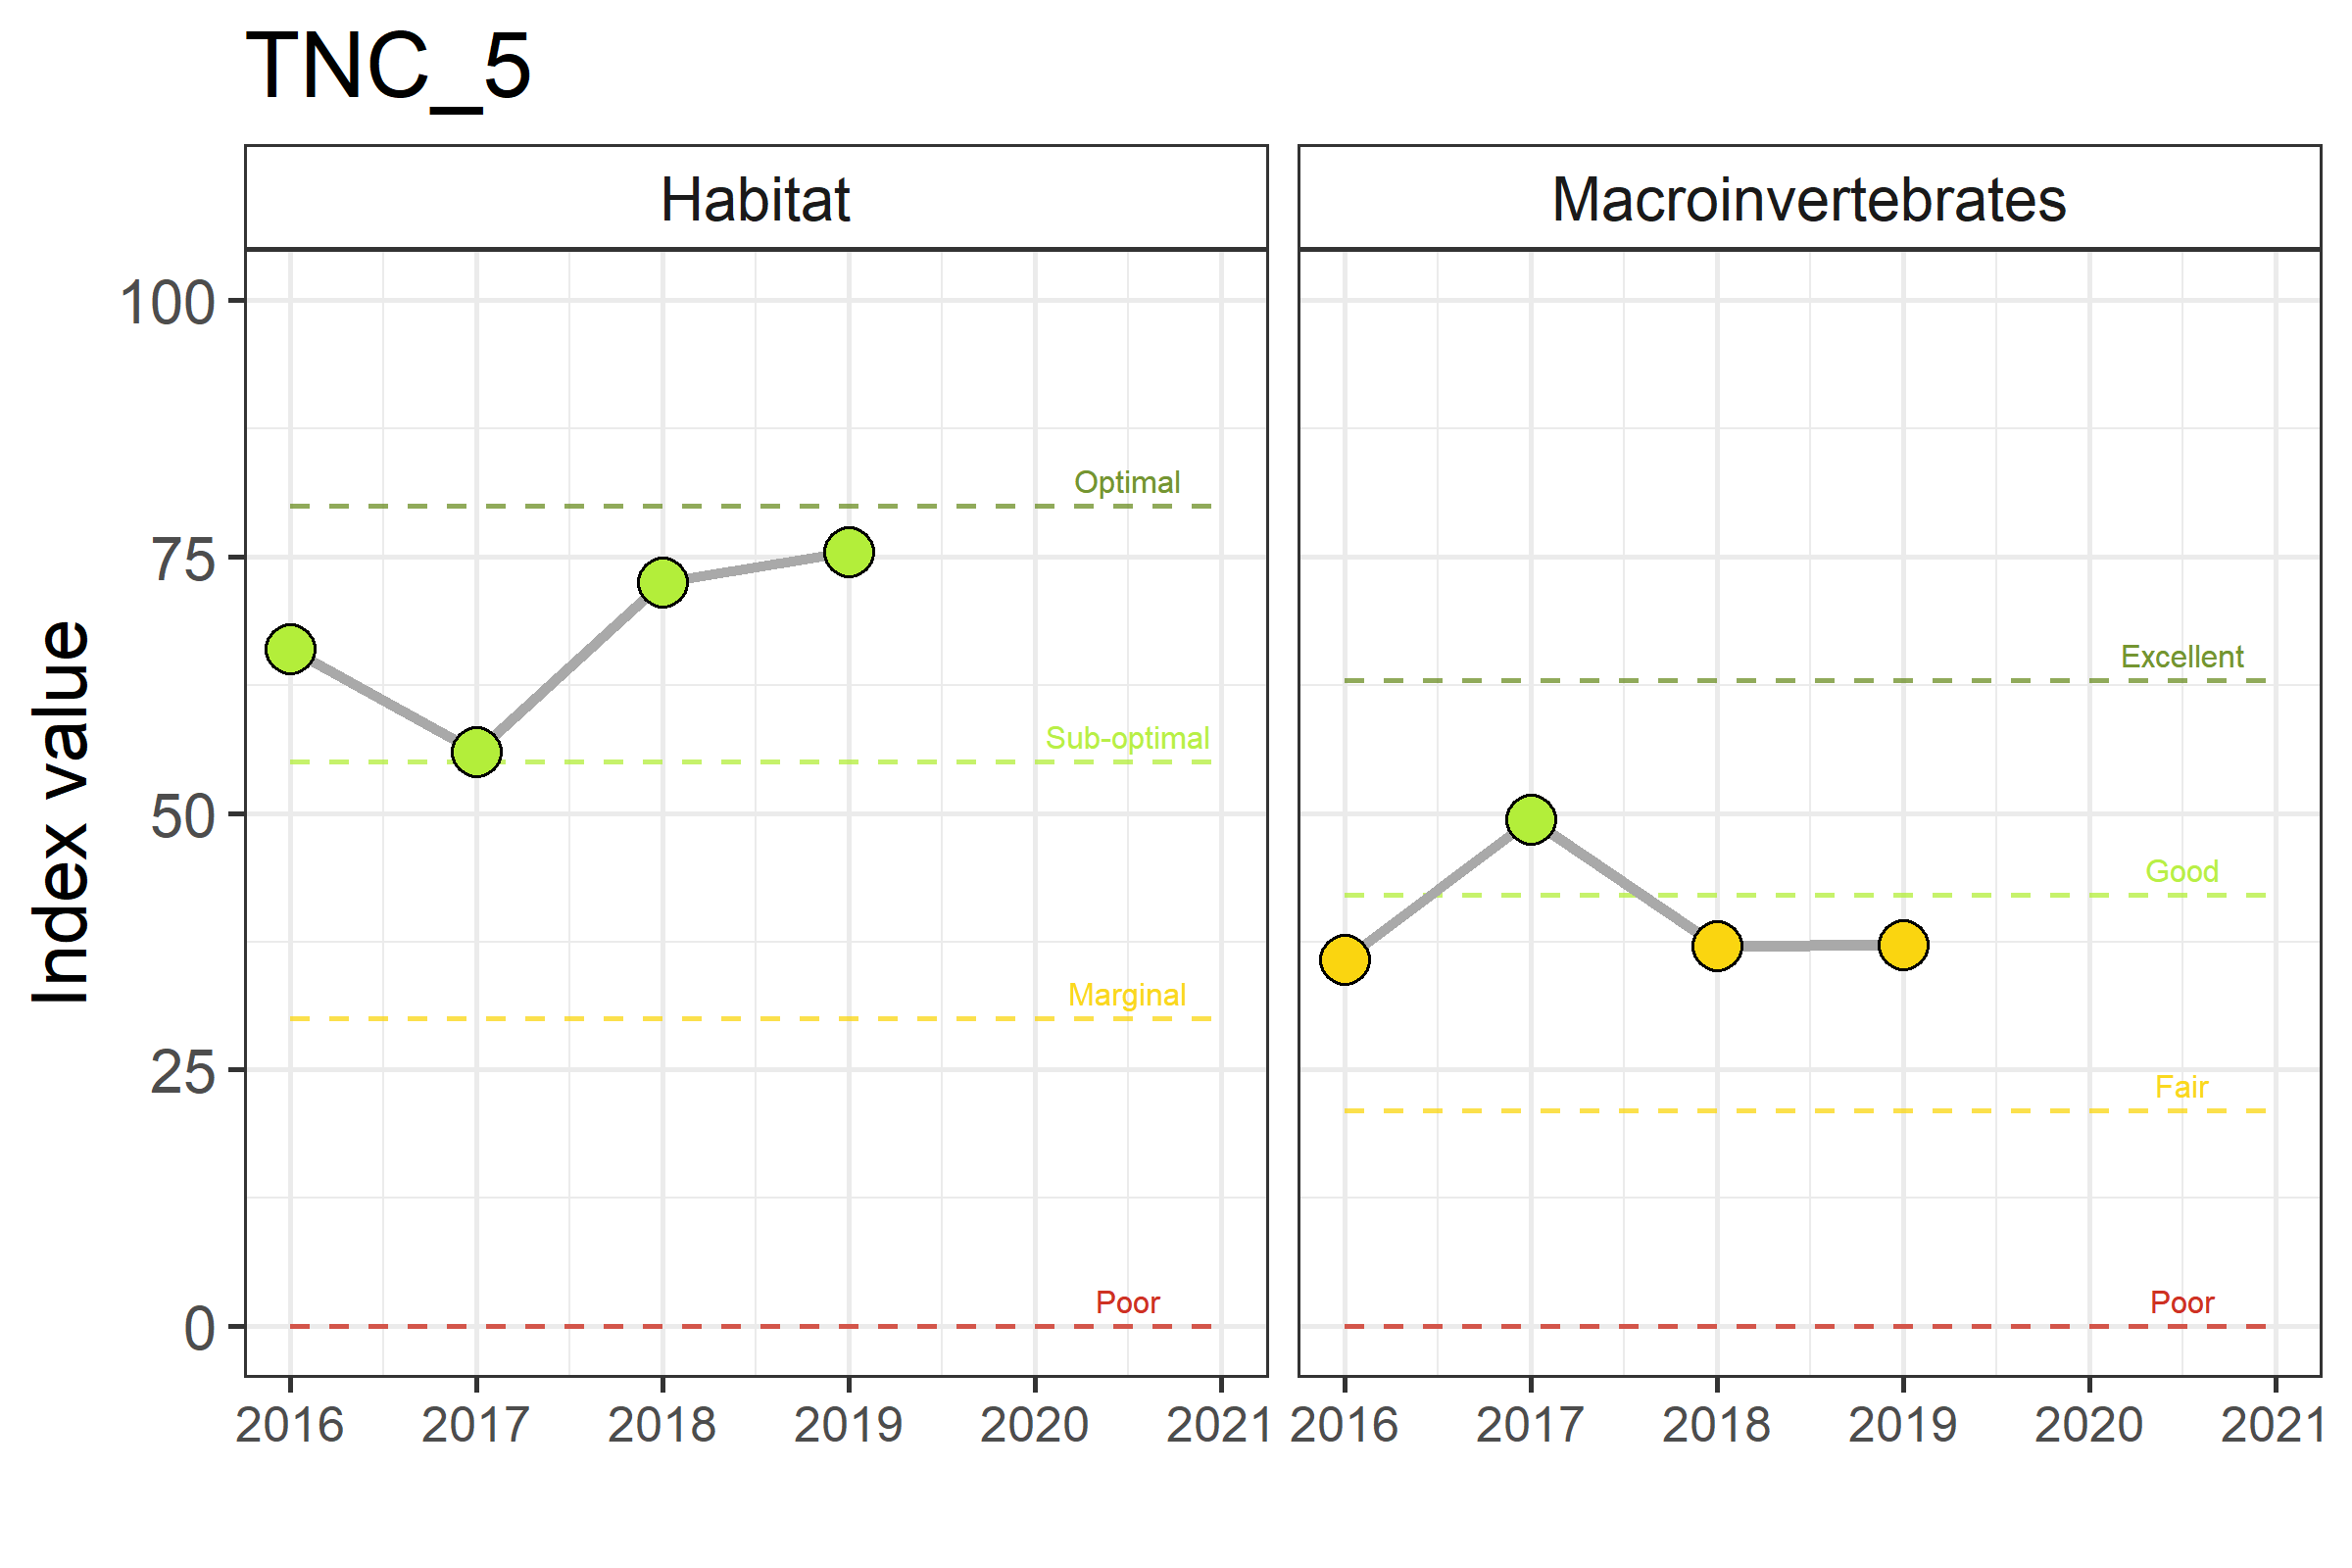 TNC_5
Habitat
Macroinvertebrates
Index value
100
75
50
25
0
Optimal
Sub-optimal
Marginal
Poor
Excellent
Good
Fair
Poor
2016 2017 2018 2019 2020 2021
2016 2017 2018 2019 2020 2021